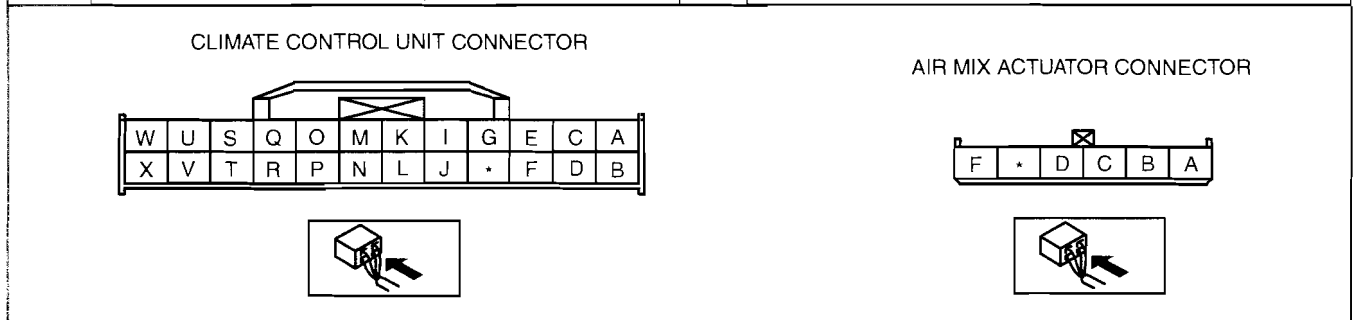 CLIMATE CONTROL UNIT CONNECTOR
AIR MIX ACTUATOR CONNECTOR
W U S Q O M K I G E C A
X V T R P N L J * F D B
F * D C B A